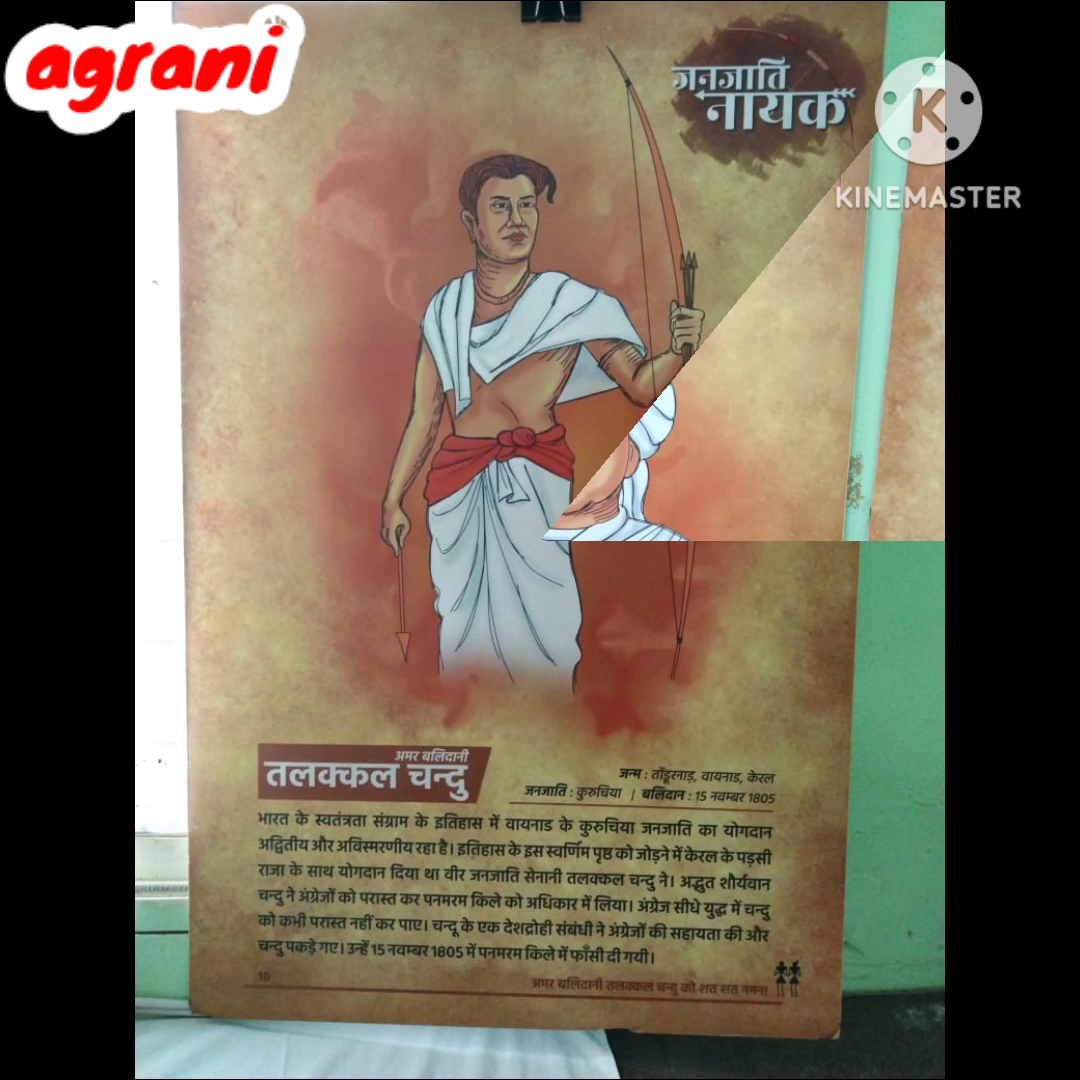 agrani
जनजाति
नायक
K
KINEMASTER
अमर बलिदानी
तलक्कल चन्दु
जन्म : तोंडूरनाड़, वायनाड, केरल
जनजाति : कुरुचिया | बलिदान : 15 नवम्बर 1805
भारत के स्वतंत्रता संग्राम के इतिहास में वायनाड के कुरुचिया जनजाति का योगदान
अद्वितीय और अविस्मरणीय रहा है। इतिहास के इस स्वर्णिम पृष्ठ को जोड़ने में केरल के पड़सी
राजा के साथ योगदान दिया था वीर जनजाति सेनानी तलक्कल चन्दु ने। अद्भुत शौर्यवान
चन्दु ने अंग्रेजों को परास्त कर पनमरम किले को अधिकार में लिया। अंग्रेज सीधे युद्ध में चन्दु
को कभी परास्त नहीं कर पाए। चन्दू के एक देशद्रोही संबंधी ने अंग्रेजों की सहायता की और
चन्दु पकड़े गए। उन्हें 15 नवम्बर 1805 में पनमरम किले में फाँसी दी गयी।
10
अमर बलिदानी तलक्कल चन्दु को शत शत नमन!